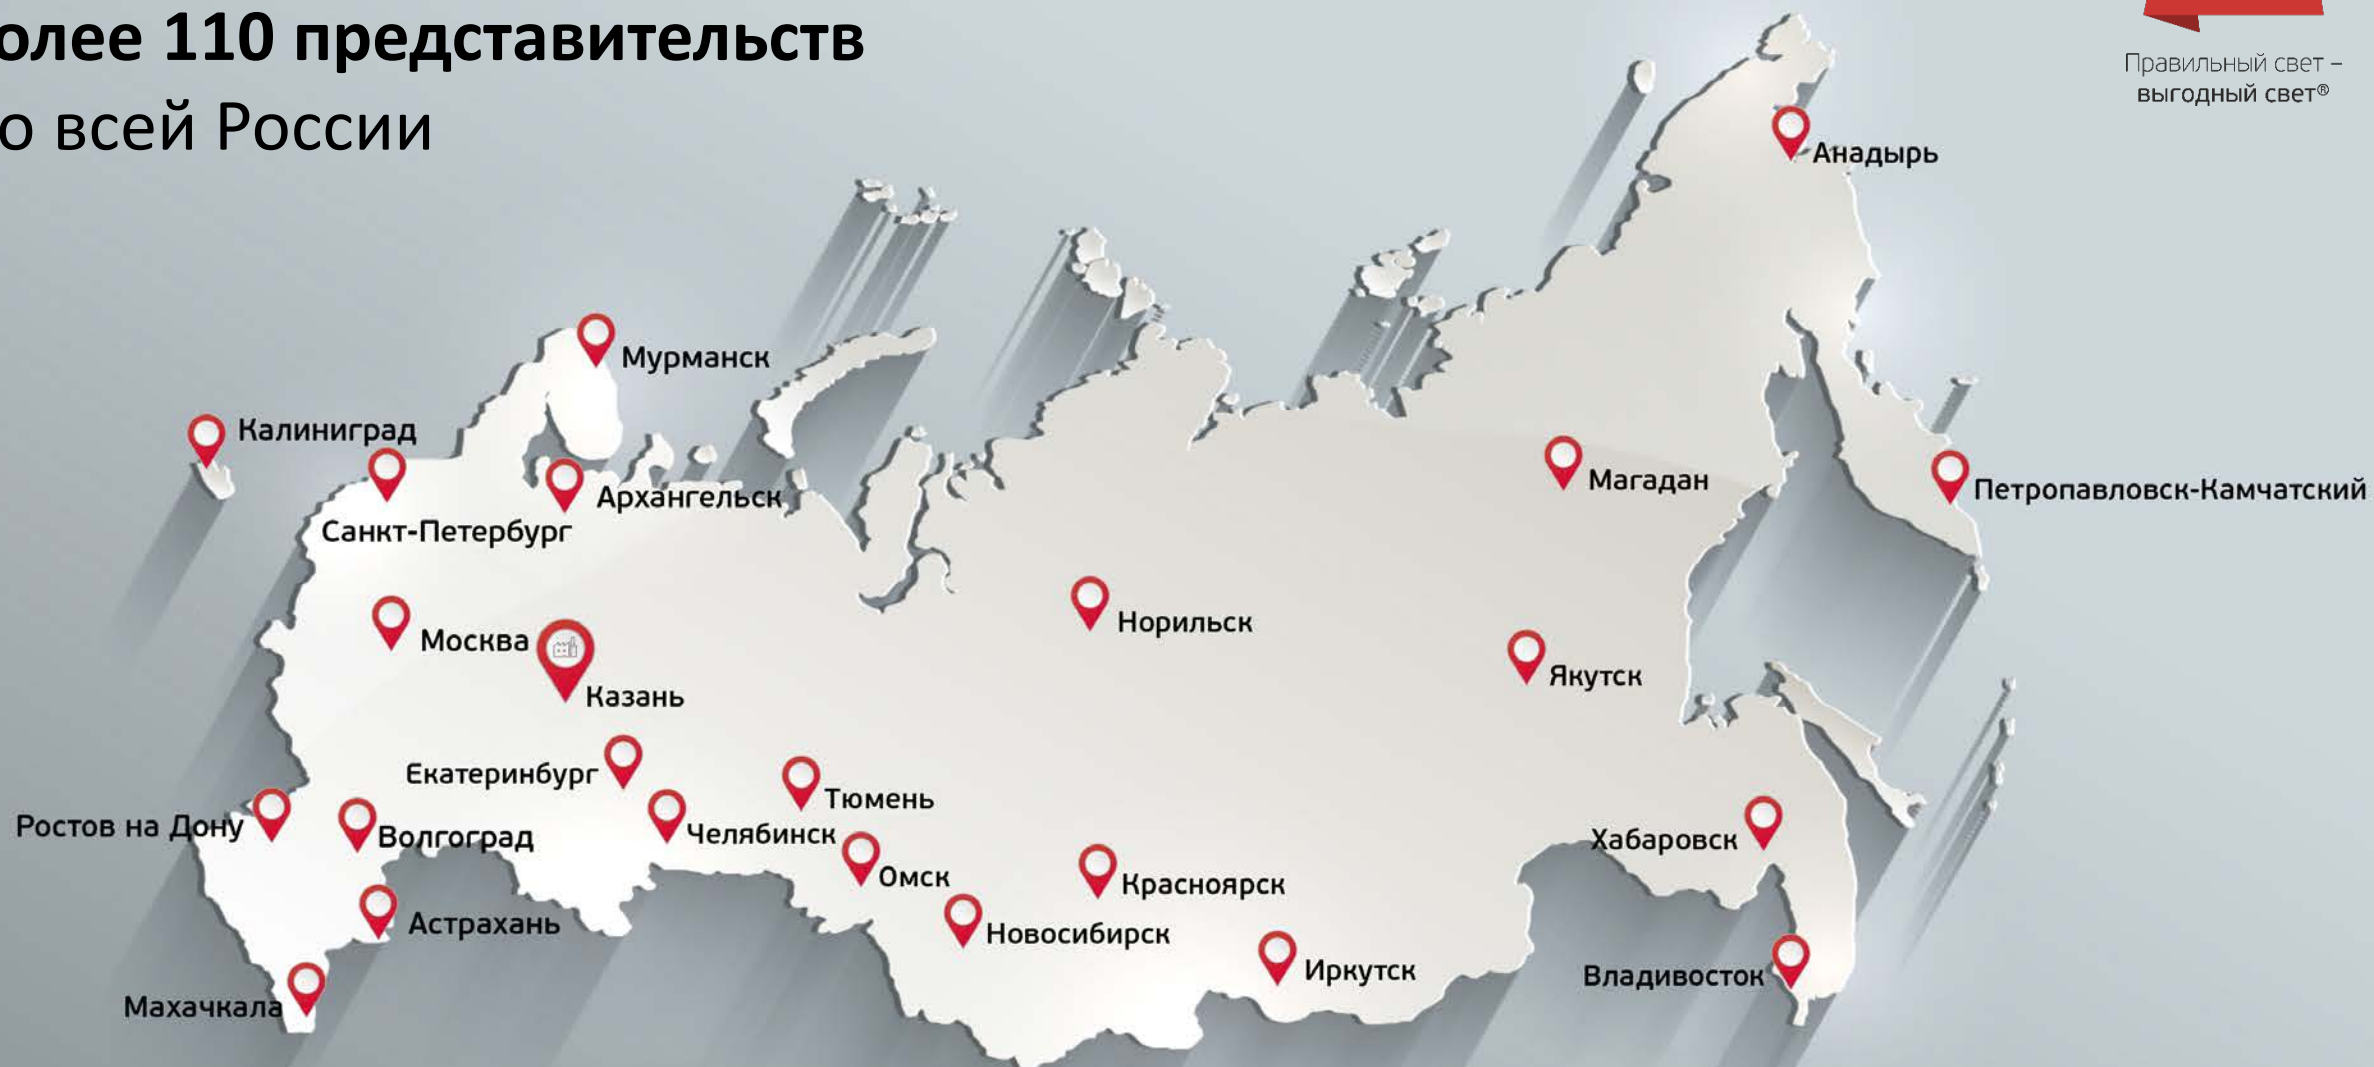 олее 110 представительств
о всей России
Правильный свет –
выгодный свет®
Анадырь
Мурманск
Калиниград
Архангельск
Санкт-Петербург
Магадан
Петропавловск-Камчатский
Норильск
Москва
Якутск
Казань
Екатеринбург
Тюмень
Ростов на Дону
Волгоград
Челябинск
Хабаровск
Омск
Красноярск
Астрахань
Новосибирск
Иркутск
Владивосток
Махачкала